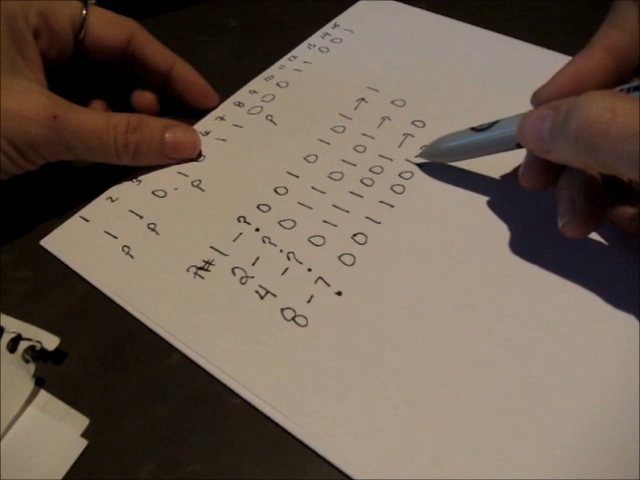 1 2 3 6 7 8 9 10 11 12 13 14 15
1 1 0 . 1 0 1 1 0 0 0 1 1 0 0 1
P P P P
P# 1 - ? 0 0 1 0 1 0 1 → 1
2 - ? 0 1 1 0 1 0 1 → 0
4 - ? 0 1 1 1 0 0 1 → 0
8 - ? 0 0 1 1 0 0 1